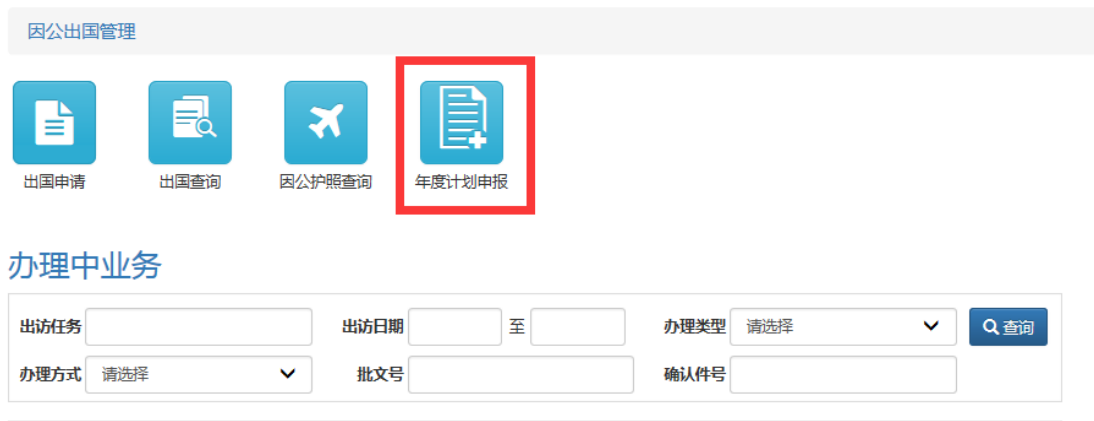 因公出国管理
出国申请 出国查询 因公护照查询 年度计划申报
办理中业务
出访任务 出访日期 至 办理类型 请选择 查询
办理方式 请选择 批文号 确认件号